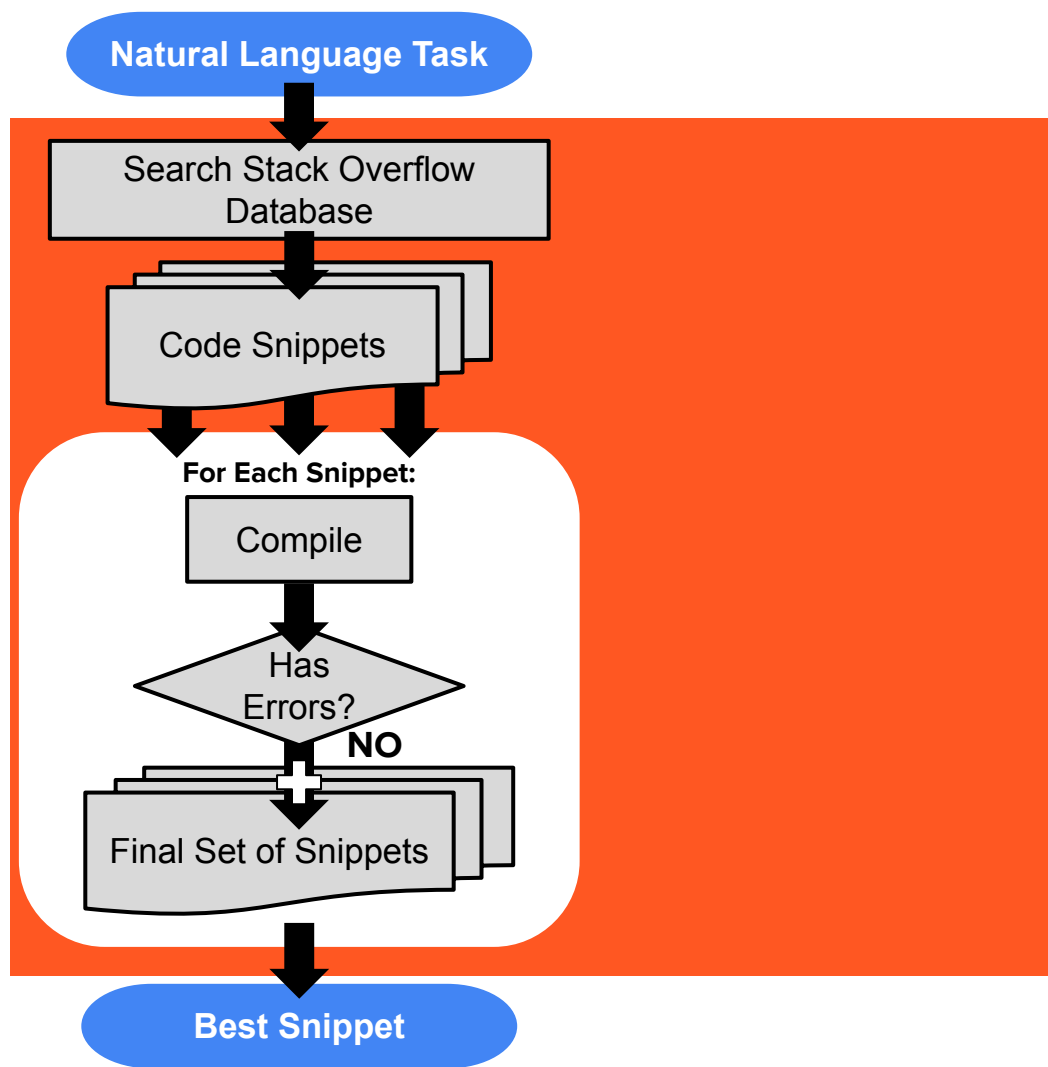 Natural Language Task
Search Stack Overflow
Database
Code Snippets
For Each Snippet:
Compile
Has
Errors?
NO
Final Set of Snippets
Best Snippet